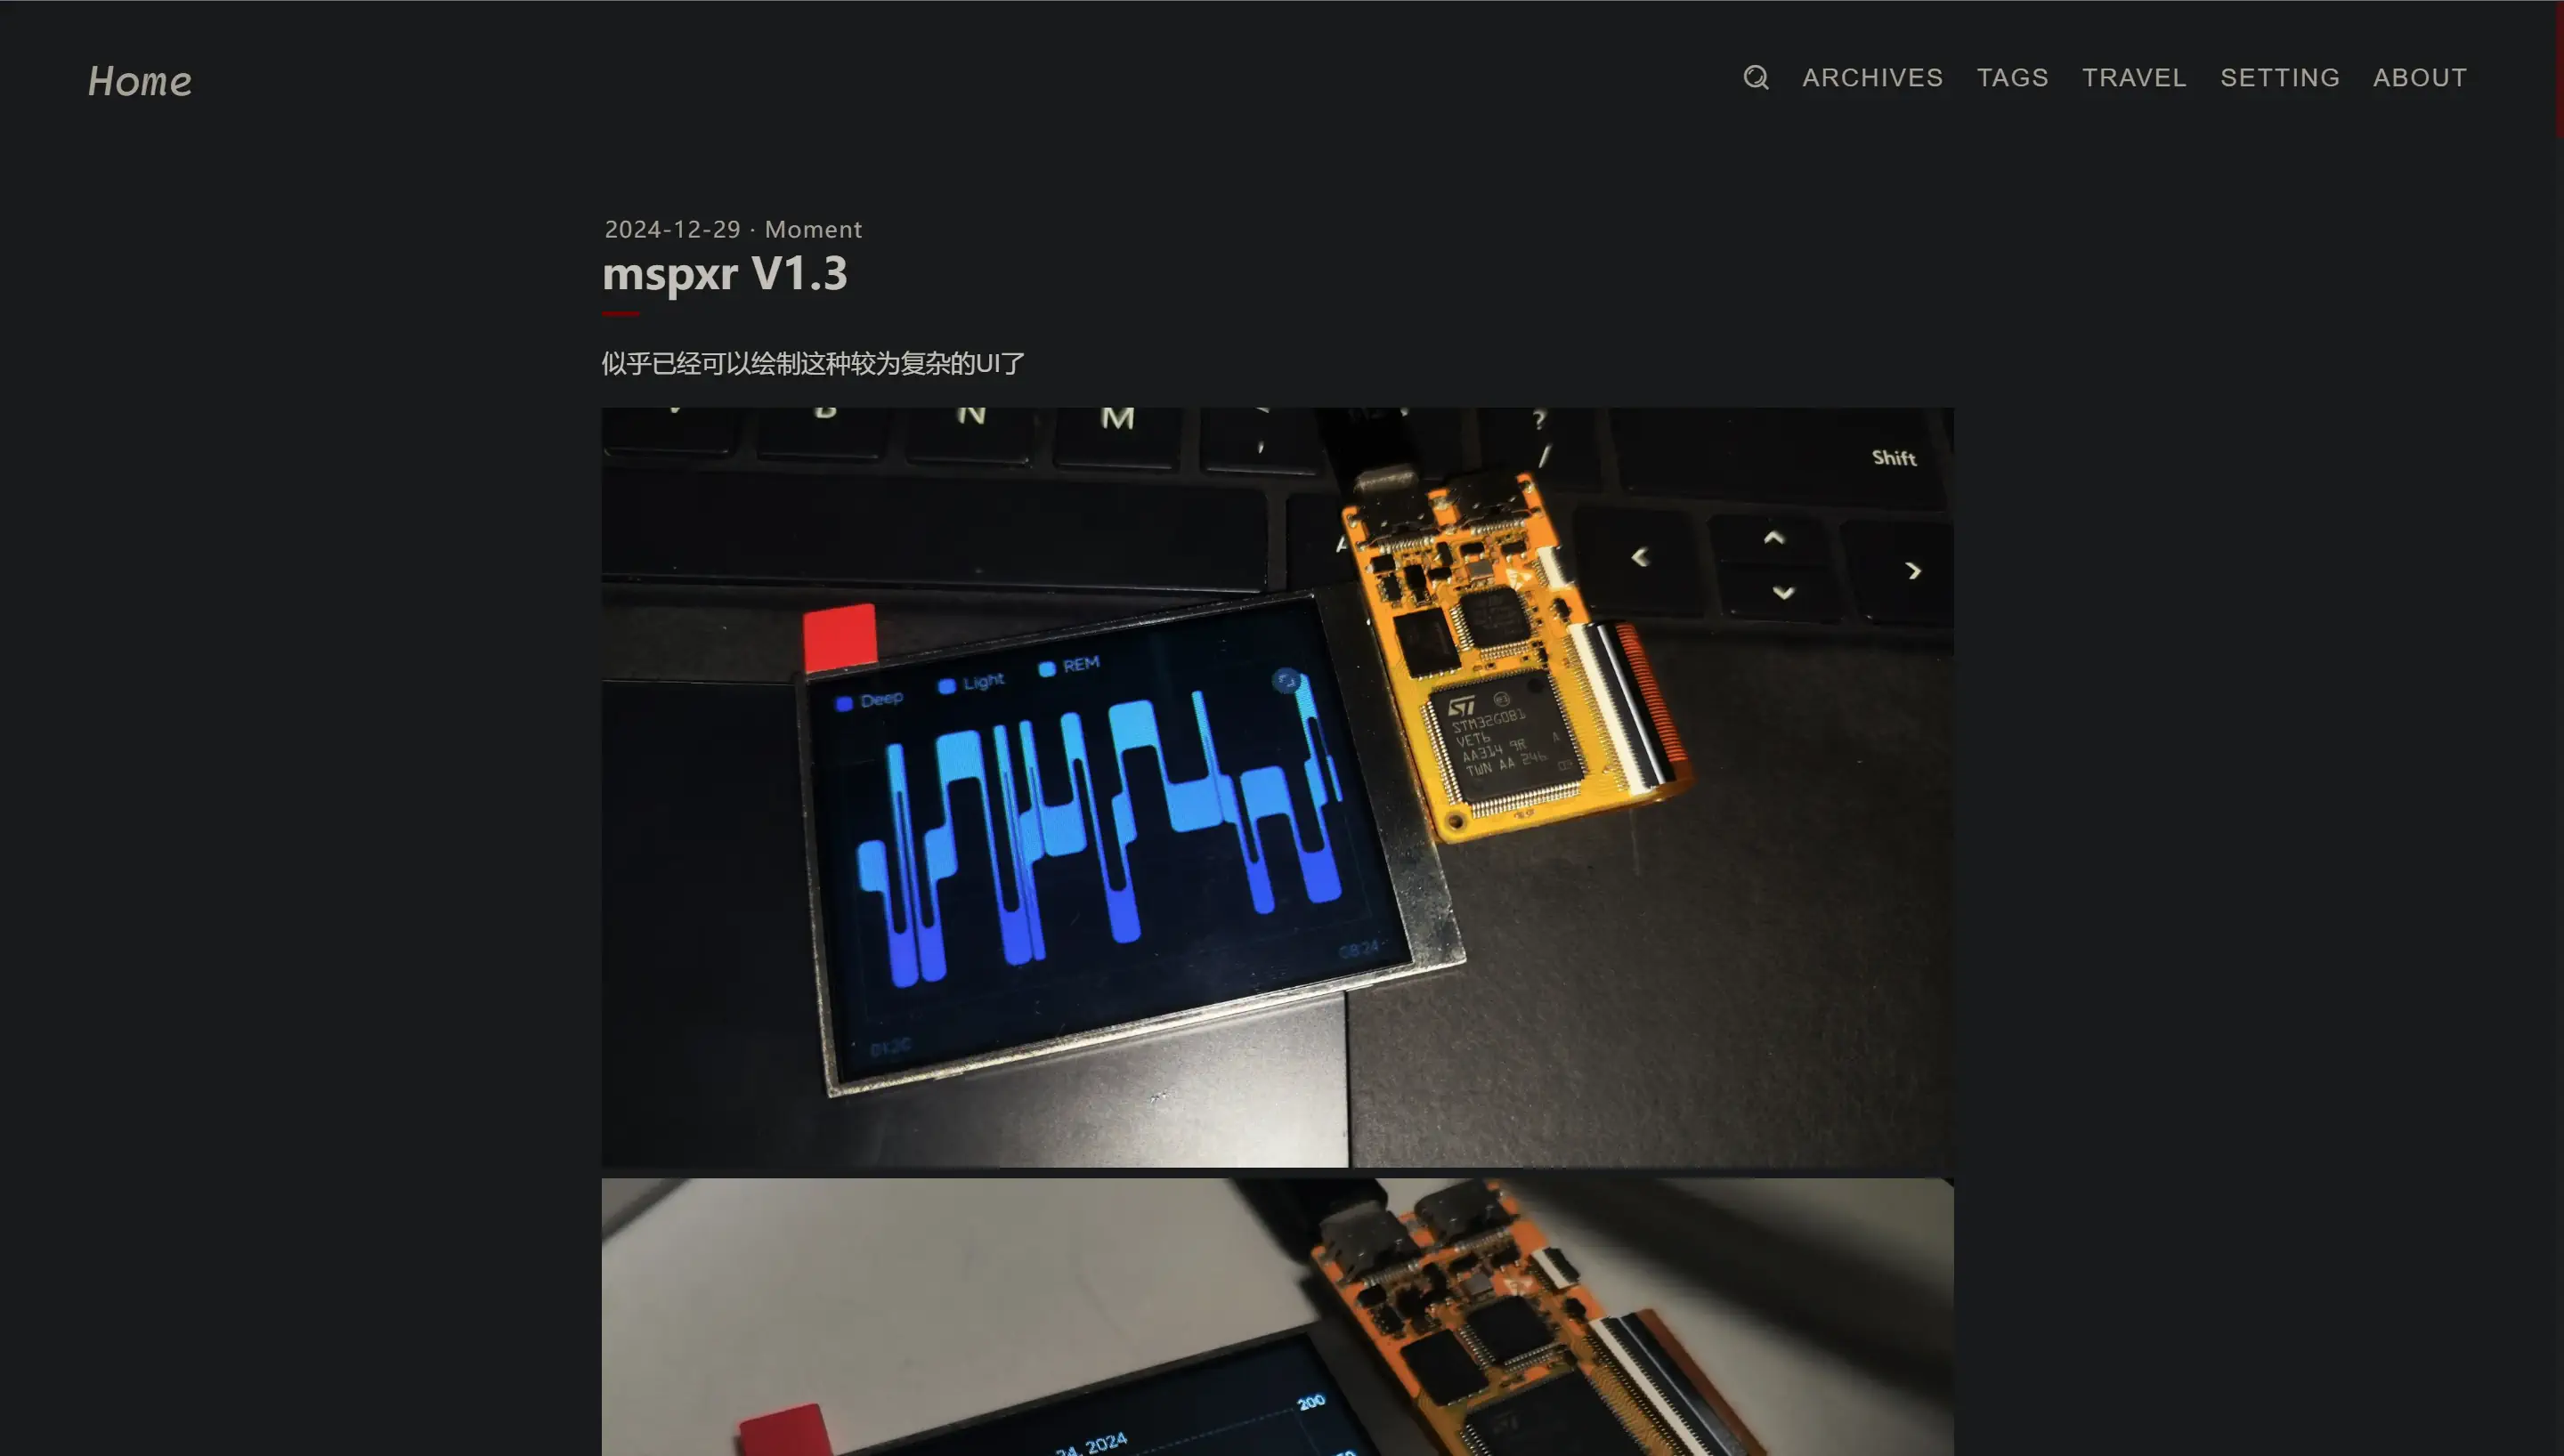 Home
ARCHIVES TAGS TRAVEL SETTING ABOUT
2024-12-29 · Moment
mspxr V1.3
似乎已经可以绘制这种较为复杂的UI了
B N M
? /
Shift
Deep Light REM
ST
STM32G0B1
VET6
AA314 9R
TWN AA 246
08:24
01:20
200
24, 2024